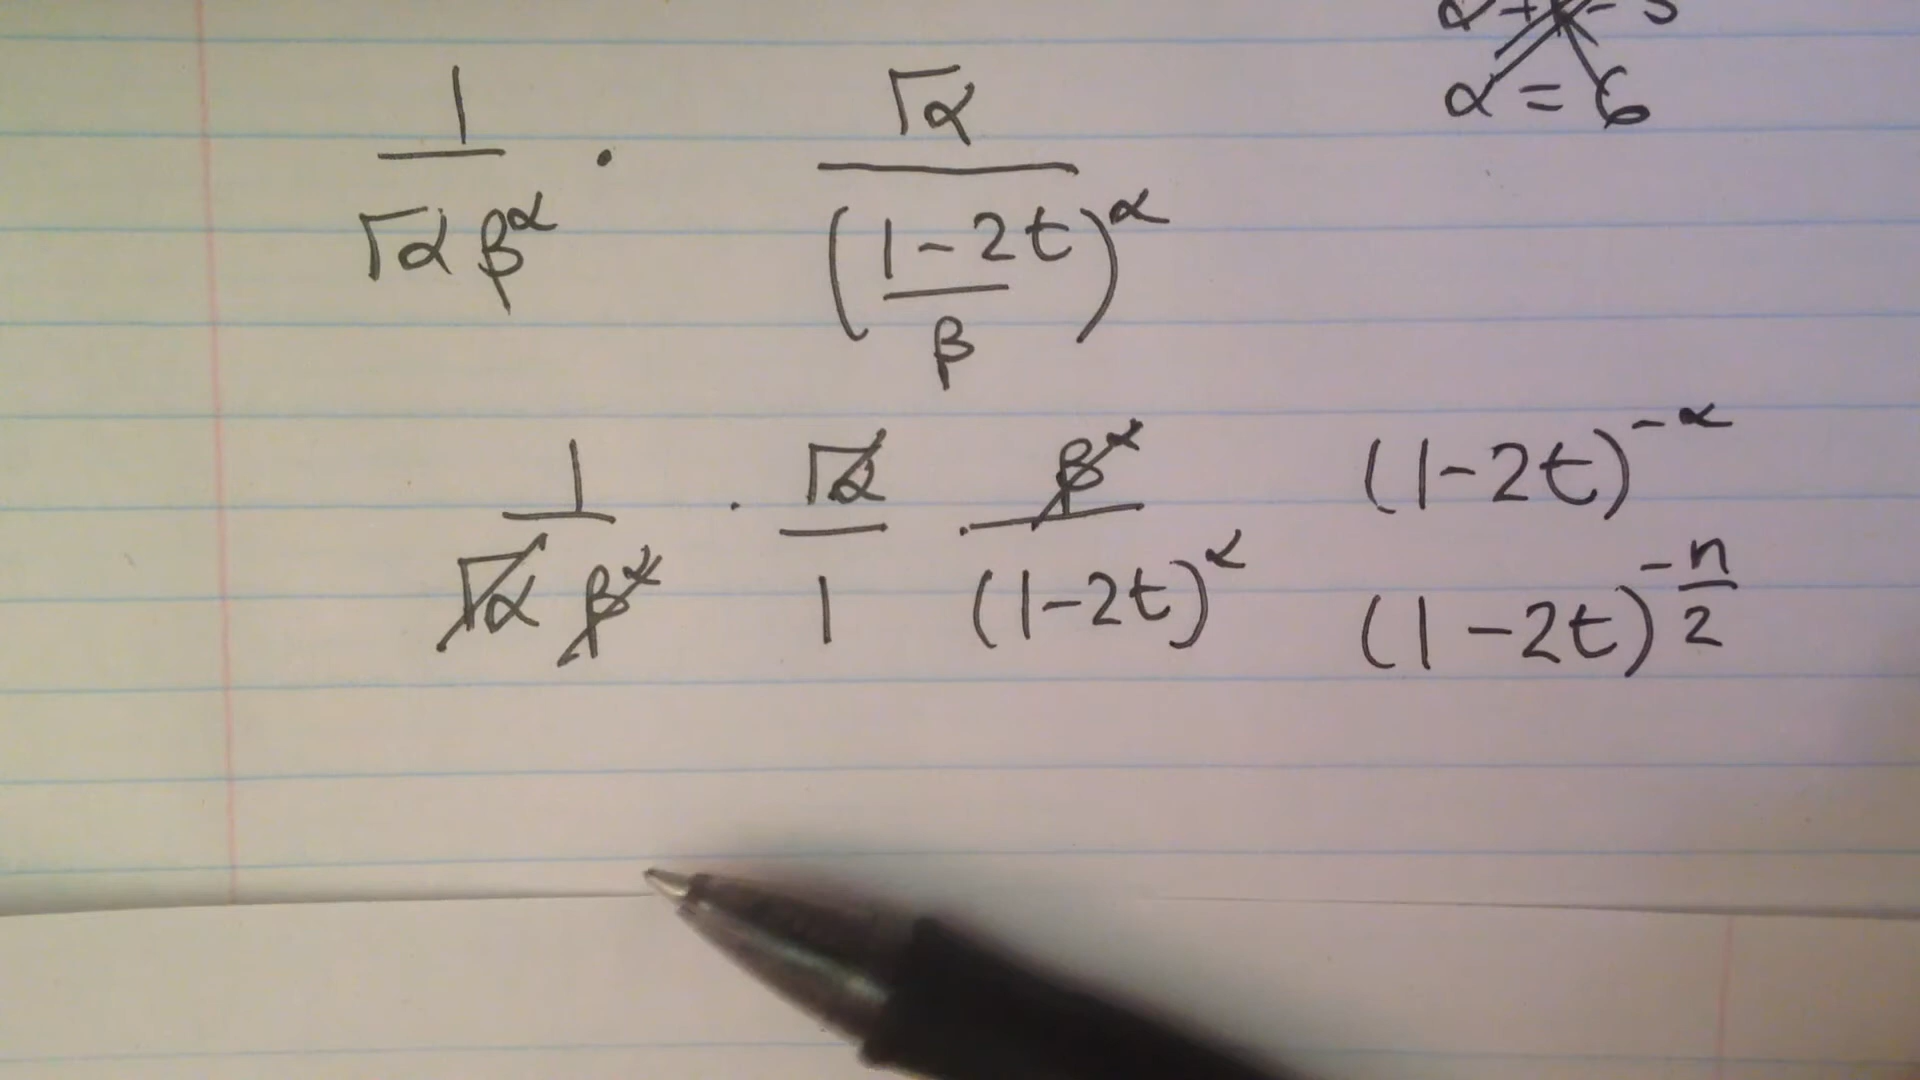 α = 6
1 / Γα β^α · Γα / ((1-2t) / β)^α
1 / Γα β^α · Γα / 1 · β^α / (1-2t)^α (1-2t)^-α
(1-2t)^-n/2